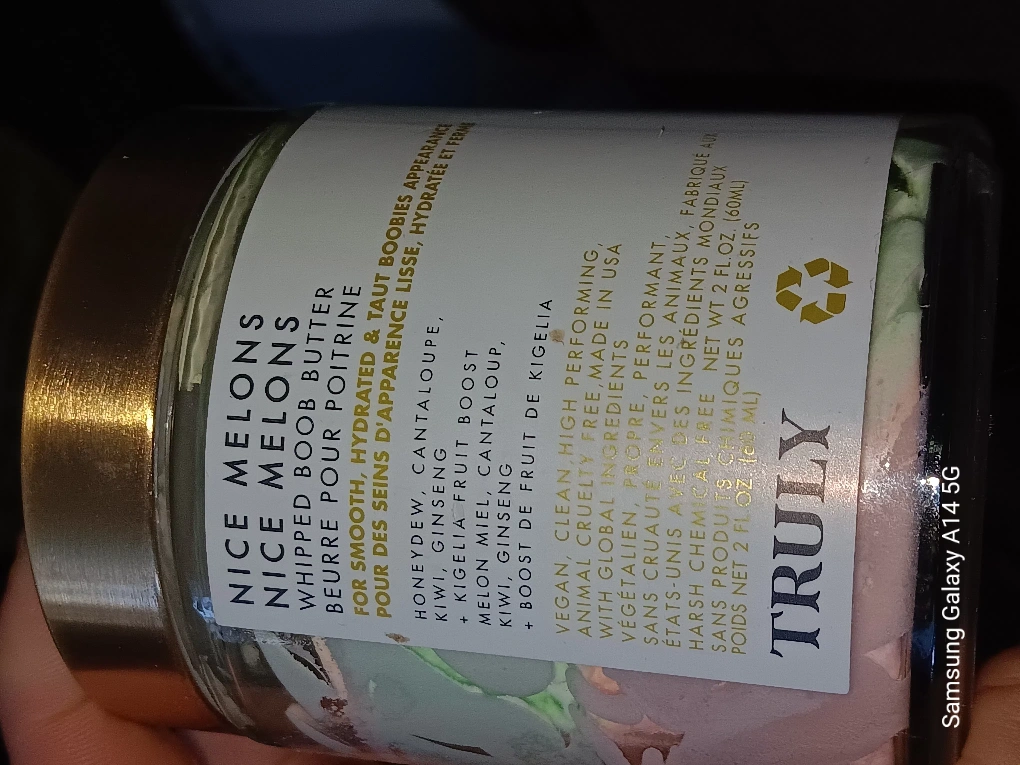 NICE MELONS
NICE MELONS
WHIPPED BOOB BUTTER
BEURRE POUR POITRINE
FOR SMOOTH, HYDRATED & TAUT BOOBIES APPEARANCE
POUR DES SEINS D'APPARENCE LISSE, HYDRATÉE ET FERME
HONEYDEW, CANTALOUPE,
KIWI, GINSENG
+ KIGELIA FRUIT BOOST
MELON MIEL, CANTALOUP,
KIWI, GINSENG
+ BOOST DE FRUIT DE KIGELIA
VEGAN, CLEAN, HIGH PERFORMING,
ANIMAL CRUELTY FREE, MADE IN USA
WITH GLOBAL INGREDIENTS
VÉGÉTALIEN, PROPRE, PERFORMANT,
SANS CRUAUTÉ ENVERS LES ANIMAUX, FABRIQUE AUX
ÉTATS-UNIS AVEC DES INGRÉDIENTS MONDIAUX
HARSH CHEMICAL FREE NET WT 2 FL.OZ. (60ML)
SANS PRODUITS CHIMIQUES AGRESSIFS
POIDS NET 2 FL OZ (60 ML)
TRULY
Samsung Galaxy A14 5G